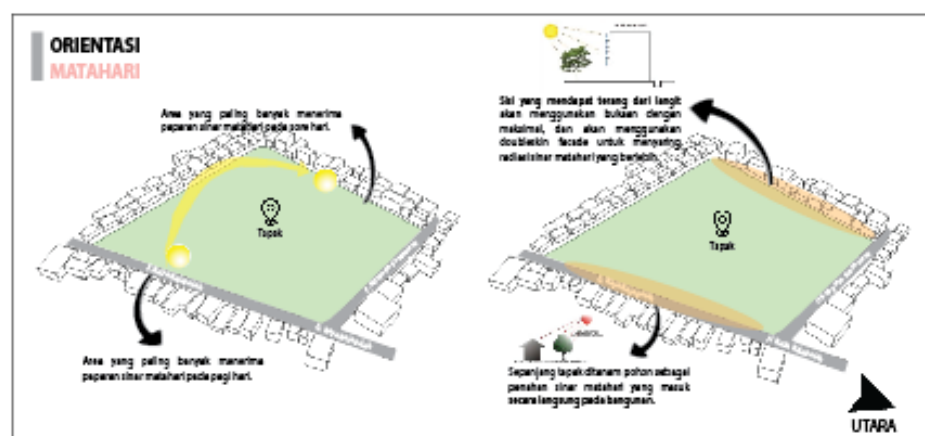 ORIENTASI
MATAHARI
Area yang paling banyak menerima
paparan sinar matahari pada sore hari.
Tapak
Area yang paling banyak menerima
paparan sinar matahari pada pagi hari.
Sisi yang mendapat terang dari langit
akan menggunakan bukaan dengan
maksimal, dan akan menggunakan
doubleskin facade untuk menyaring
radiasi sinar matahari yang berlebih.
Tapak
Sepanjang tapak ditanam pohon sebagai
penahan sinar matahari yang masuk
secara langsung pada bangunan.
UTARA